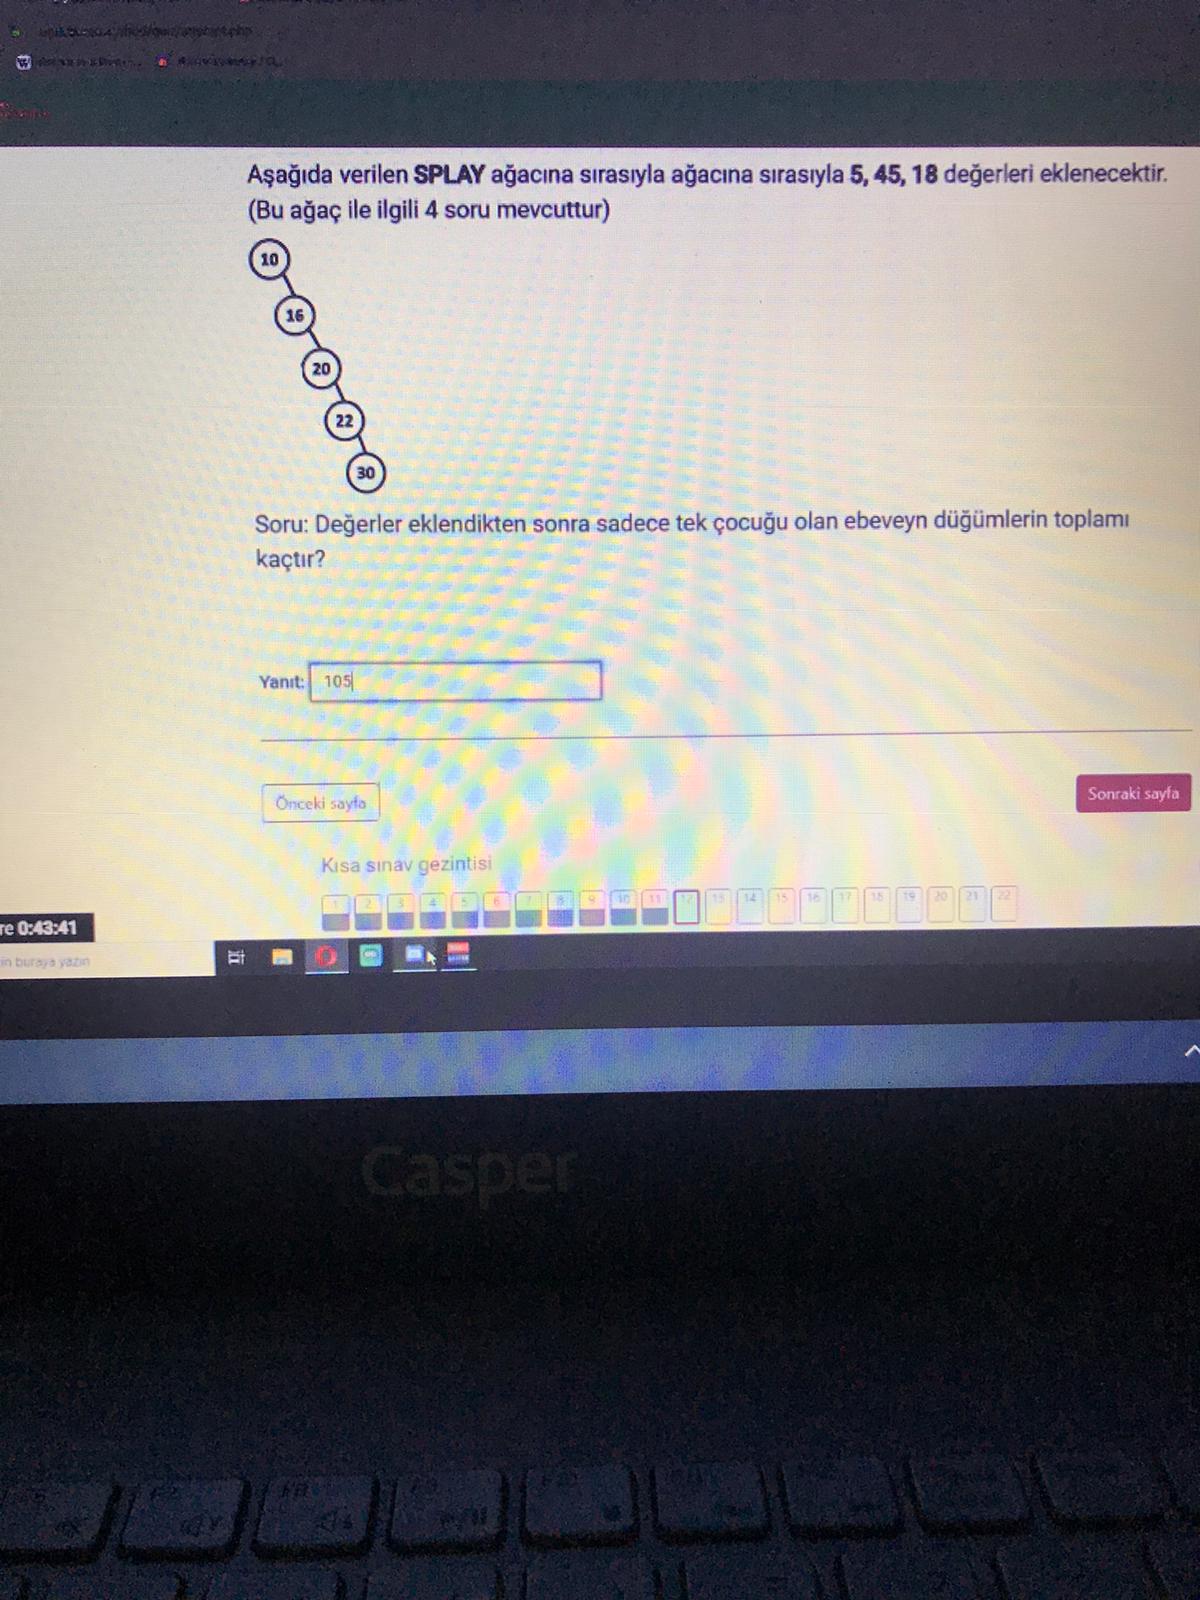 Aşağıda verilen SPLAY ağacına sırasıyla ağacına sırasıyla 5, 45, 18 değerleri eklenecektir.
(Bu ağaç ile ilgili 4 soru mevcuttur)
10
16
20
22
30
Soru: Değerler eklendikten sonra sadece tek çocuğu olan ebeveyn düğümlerin toplamı
kaçtır?
Yanıt: 105
Önceki sayfa
Sonraki sayfa
Kısa sınav gezintisi
1 2 3 4 5 6 7 8 9 10 11 12 13 14 15 16 17 18 19 20 21 22
re 0:43:41
in buraya yazın
Casper